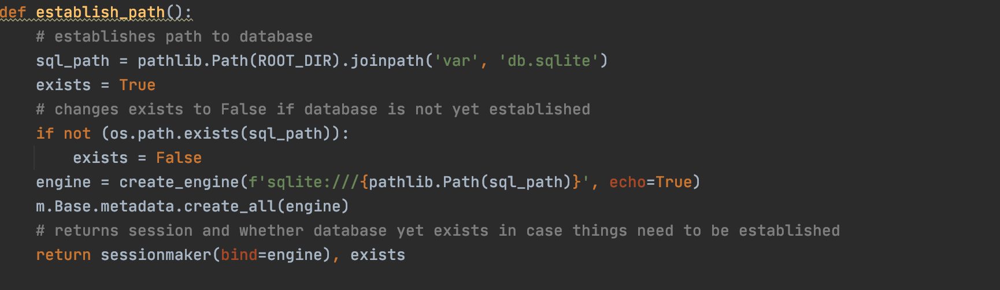 def establish_path():
    # establishes path to database
    sql_path = pathlib.Path(ROOT_DIR).joinpath('var', 'db.sqlite')
    exists = True
    # changes exists to False if database is not yet established
    if not (os.path.exists(sql_path)):
        exists = False
    engine = create_engine(f'sqlite:///{pathlib.Path(sql_path)}', echo=True)
    m.Base.metadata.create_all(engine)
    # returns session and whether database yet exists in case things need to be established
    return sessionmaker(bind=engine), exists